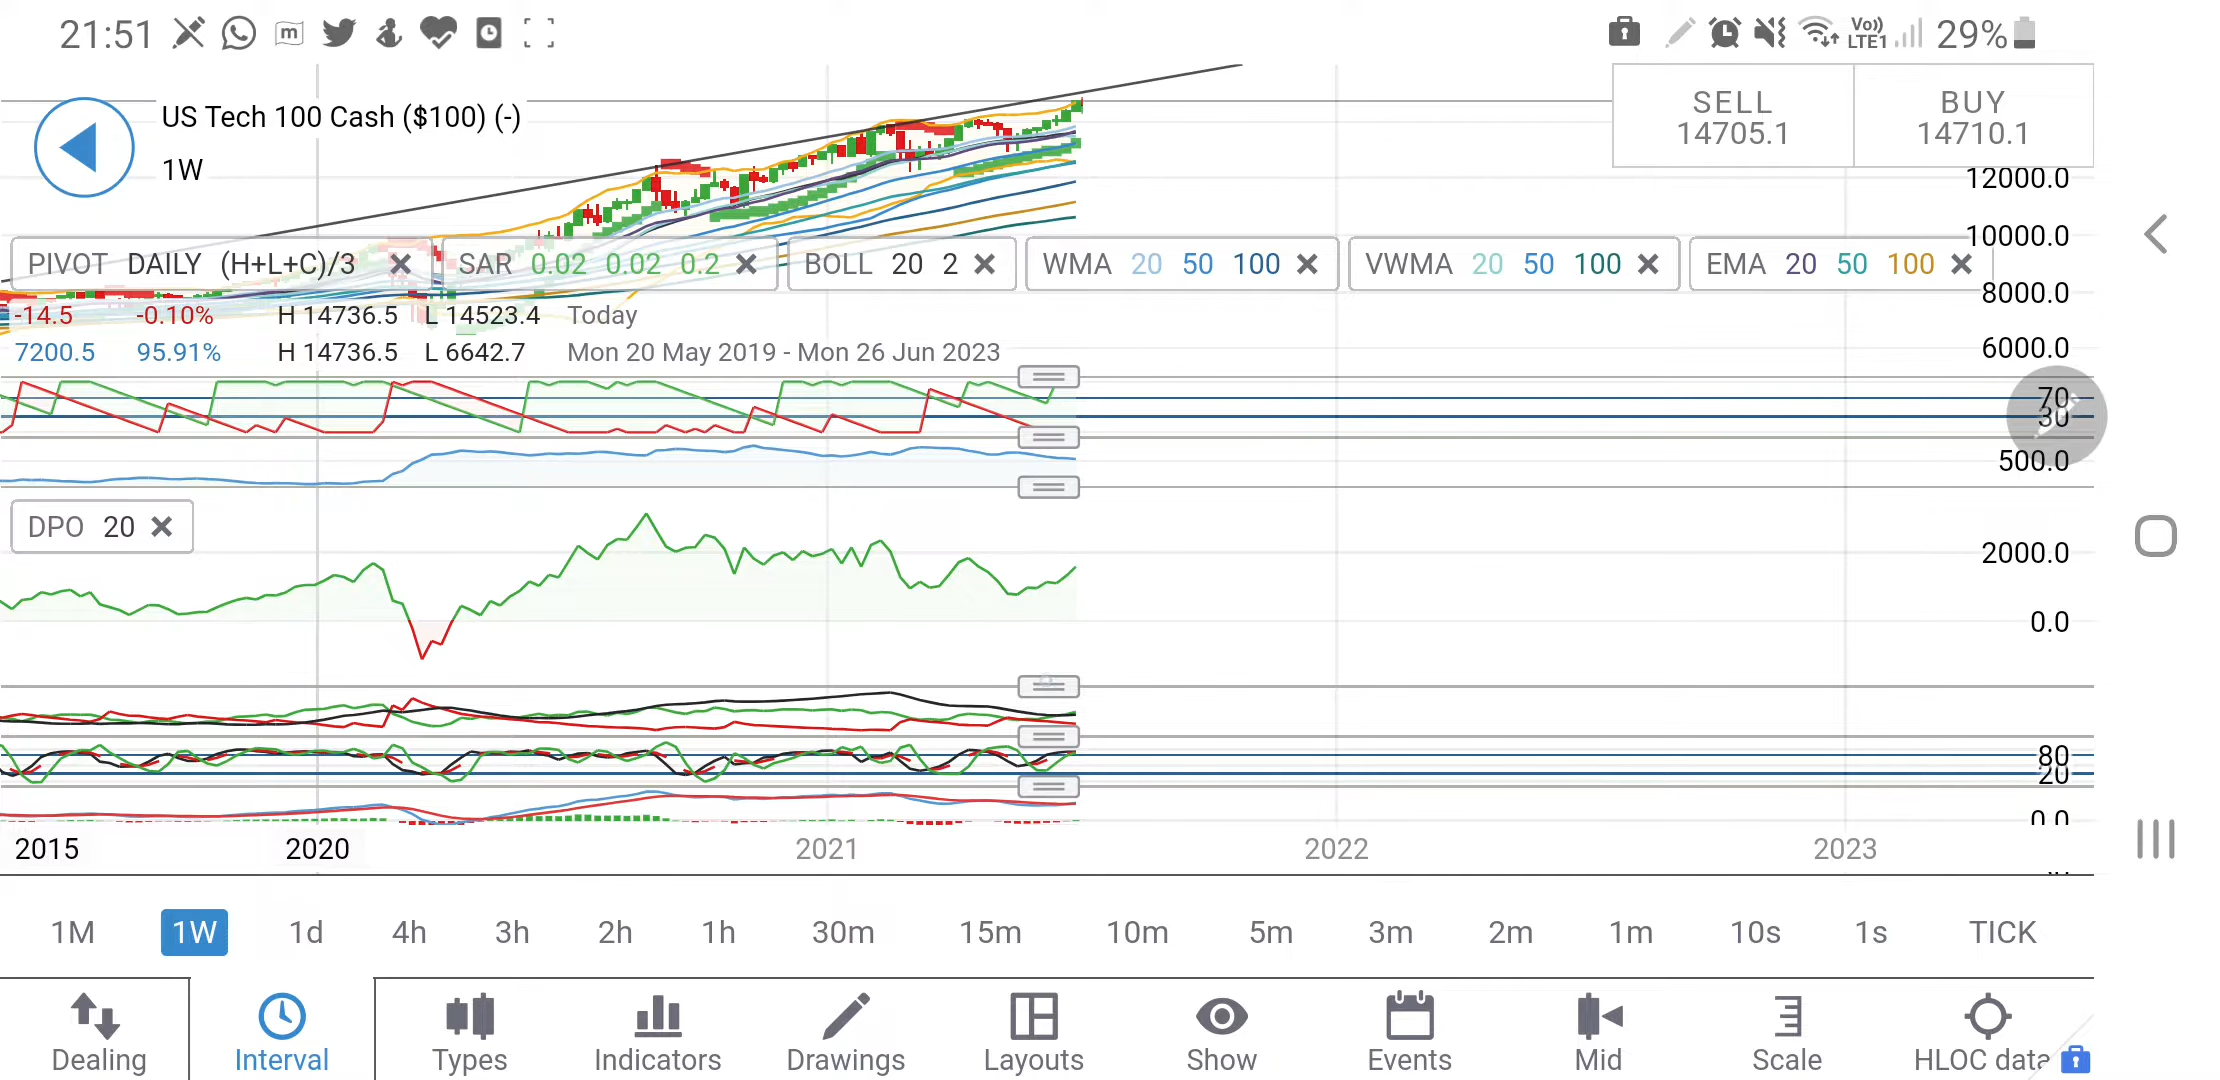 21:51
Vo))
LTE1
29%
US Tech 100 Cash ($100) (-)
1W
SELL
14705.1
BUY
14710.1
12000.0
10000.0
8000.0
6000.0
PIVOT DAILY (H+L+C)/3
SAR 0.02 0.02 0.2
BOLL 20 2
WMA 20 50 100
VWMA 20 50 100
EMA 20 50 100
-14.5 -0.10% H 14736.5 L 14523.4 Today
7200.5 95.91% H 14736.5 L 6642.7 Mon 20 May 2019 - Mon 26 Jun 2023
70
30
500.0
DPO 20
2000.0
0.0
80
20
0.0
2015 2020 2021 2022 2023
1M 1W 1d 4h 3h 2h 1h 30m 15m 10m 5m 3m 2m 1m 10s 1s TICK
Dealing Interval Types Indicators Drawings Layouts Show Events Mid Scale HLOC data